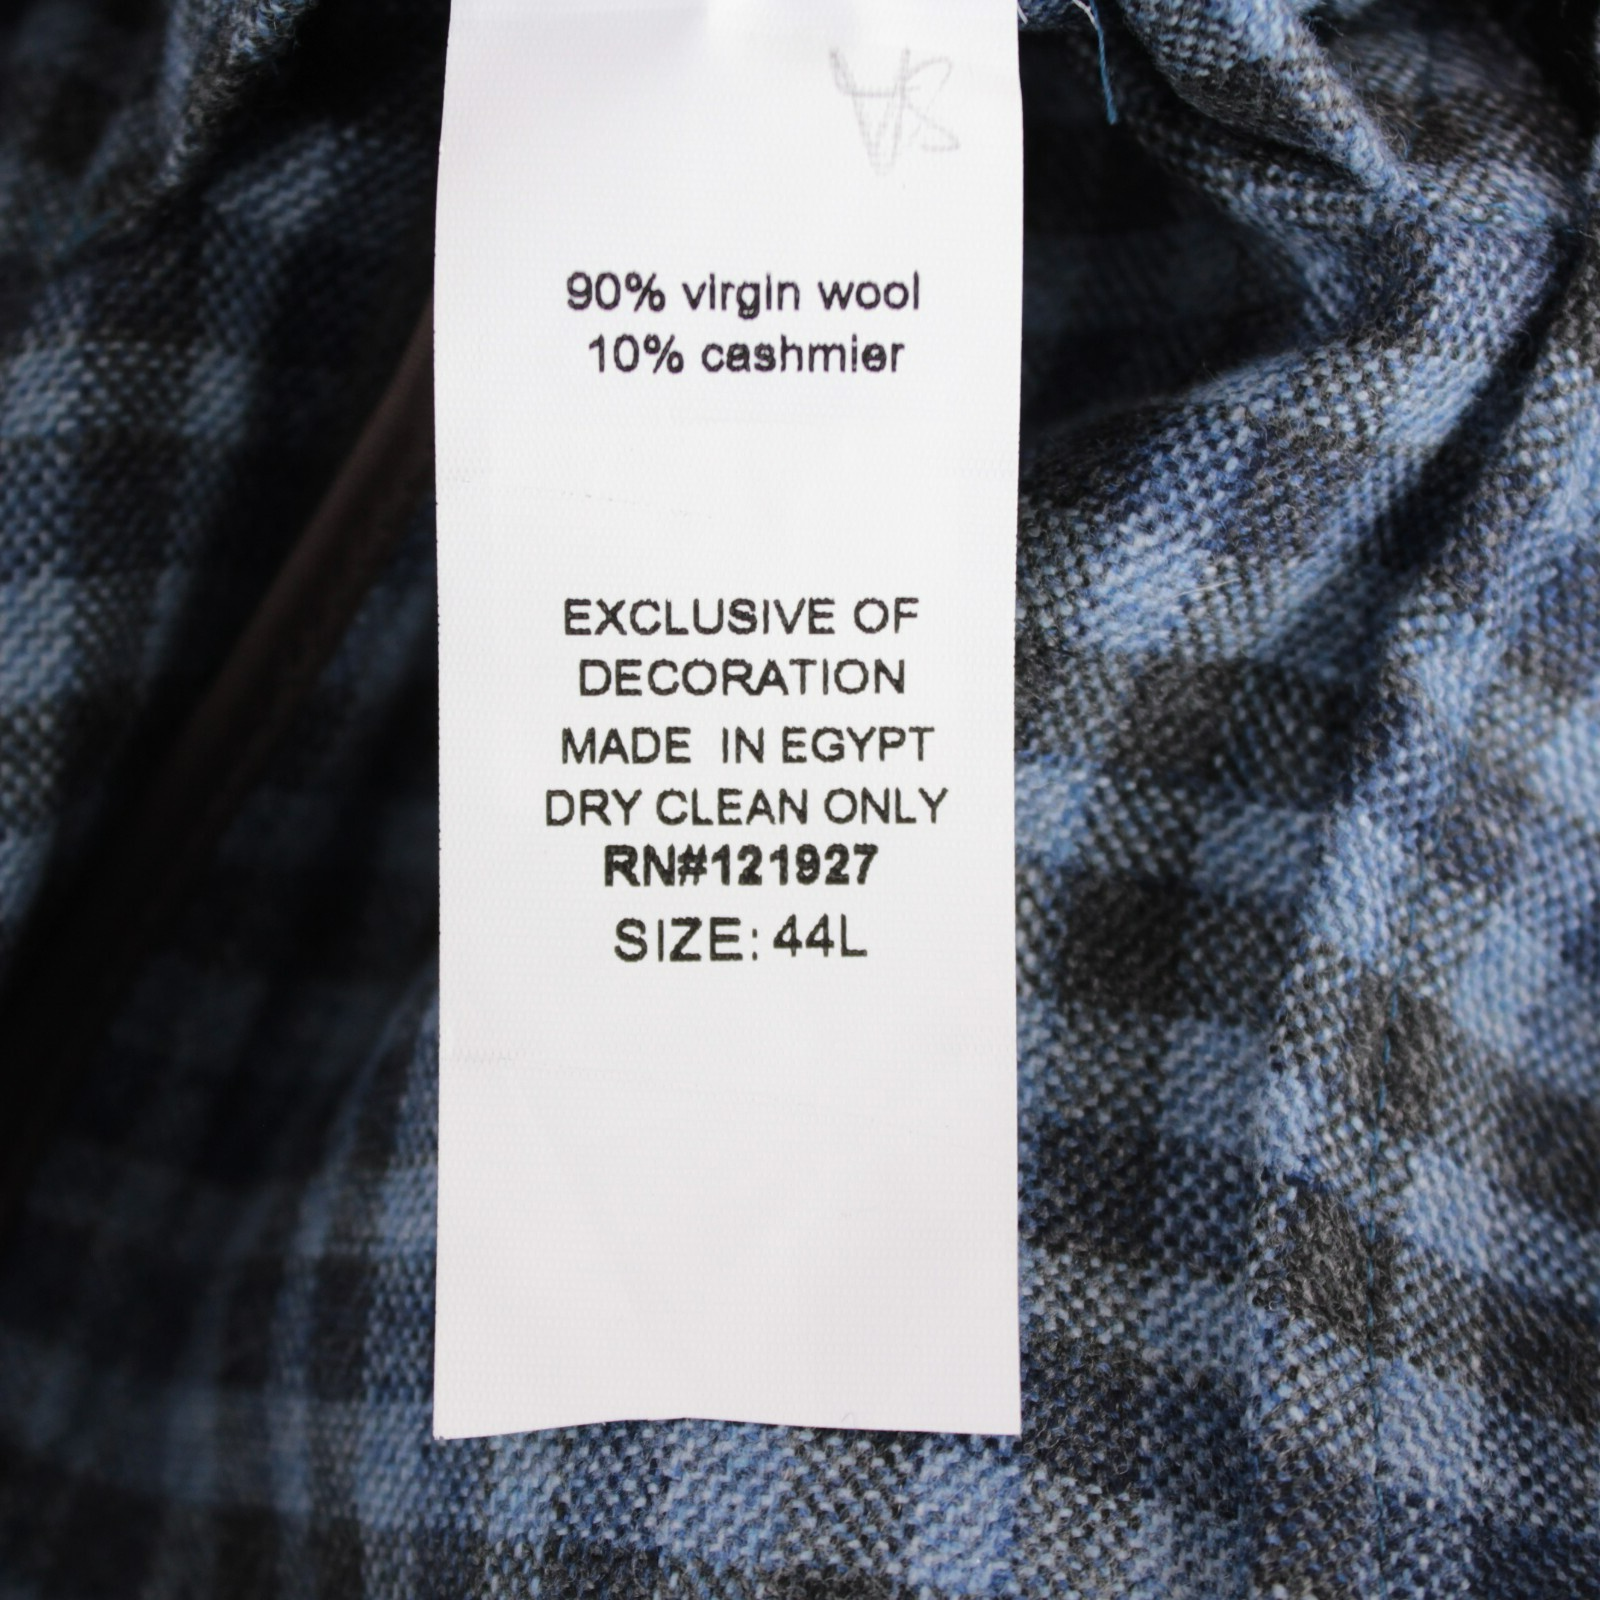 90% virgin wool
10% cashmier
EXCLUSIVE OF
DECORATION
MADE IN EGYPT
DRY CLEAN ONLY
RN#121927
SIZE: 44L